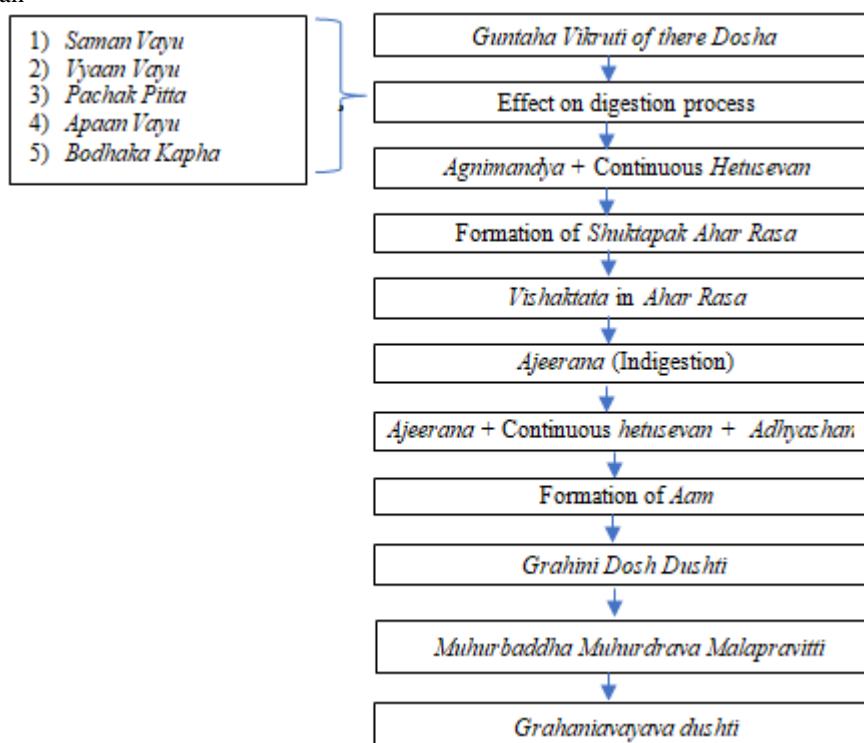 1) Saman Vayu
2) Vyaan Vayu
3) Pachak Pitta
4) Apaan Vayu
5) Bodhaka Kapha
Guntaha Vikruti of there Dosha
Effect on digestion process
Agnimandya + Continuous Hetusevan
Formation of Shuktapak Ahar Rasa
Vishaktata in Ahar Rasa
Ajeerana (Indigestion)
Ajeerana + Continuous hetusevan + Adhyashan
Formation of Aam
Grahini Dosh Dushti
Muhurbaddha Muhurdrava Malapravitti
Grahaniavayava dushti